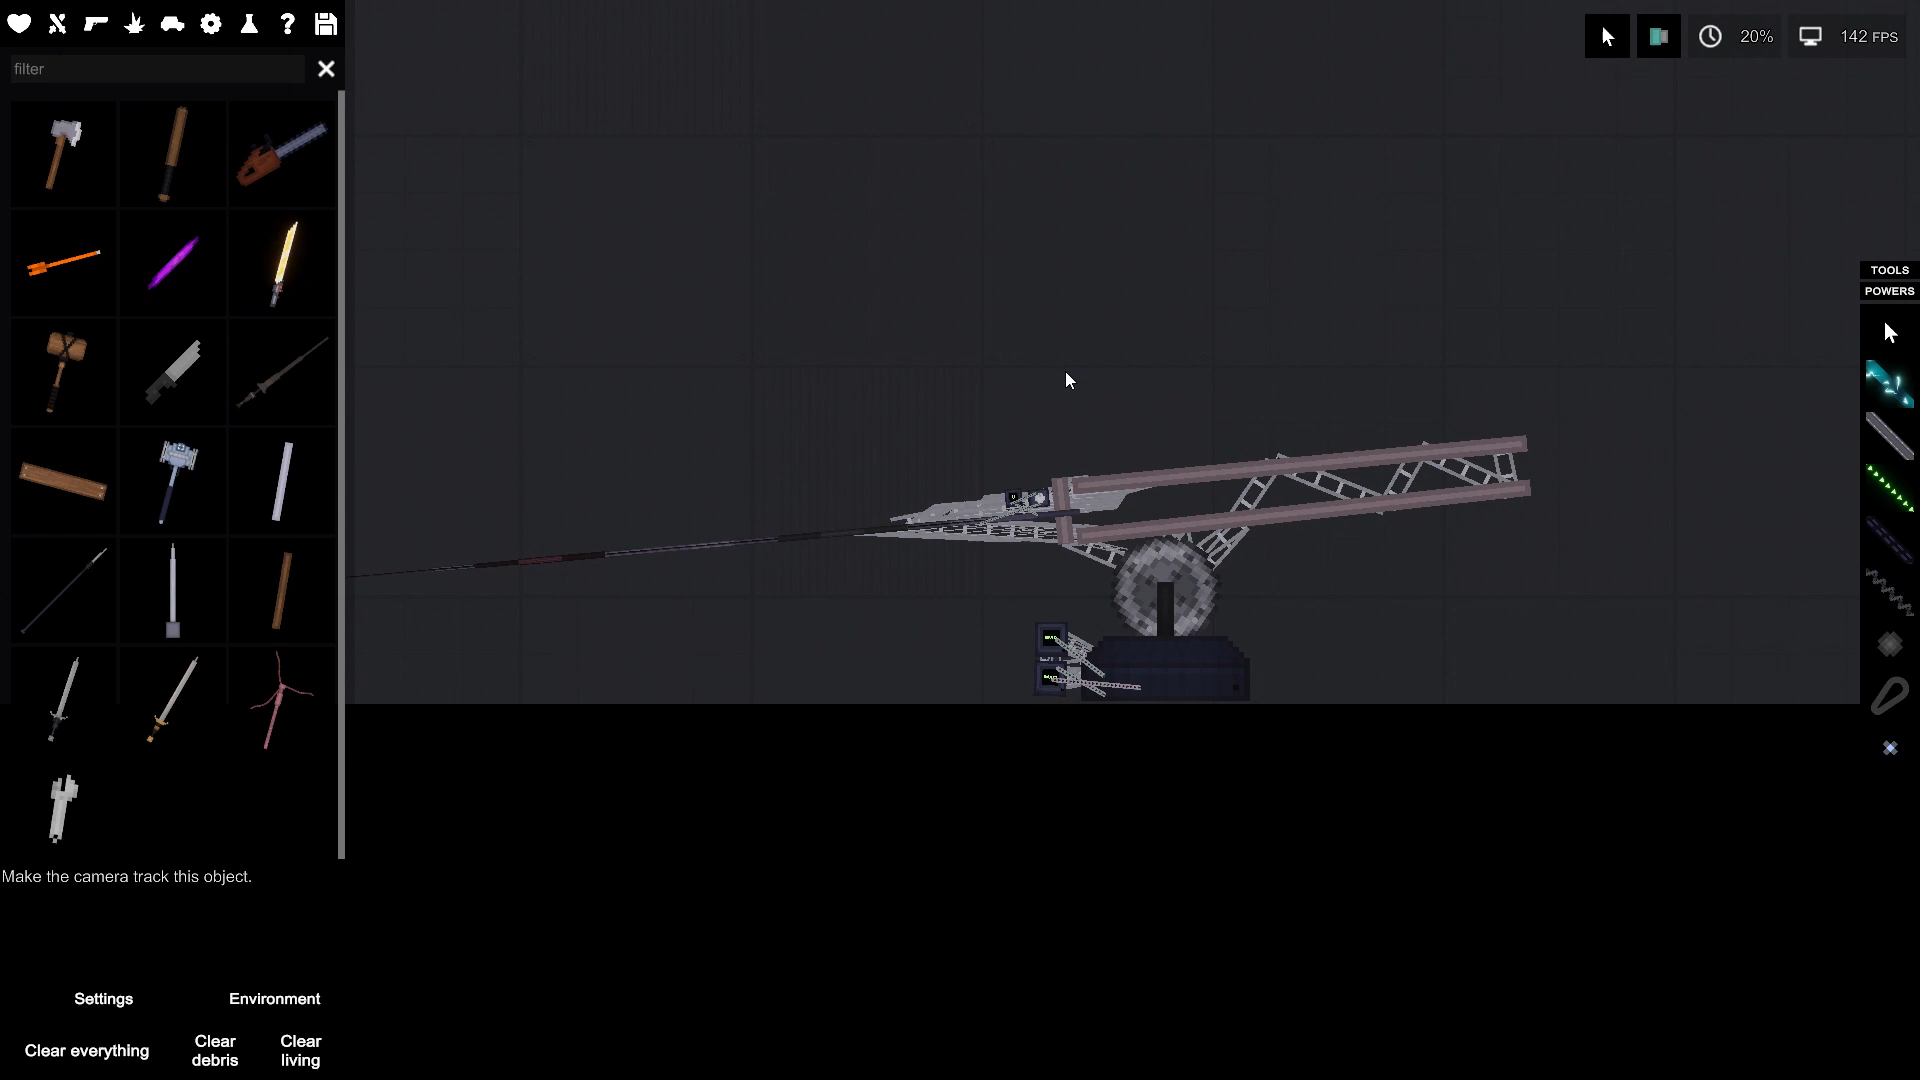 filter
20%
142 FPS
TOOLS
POWERS
Make the camera track this object.
Settings
Environment
Clear everything
Clear
debris
Clear
living